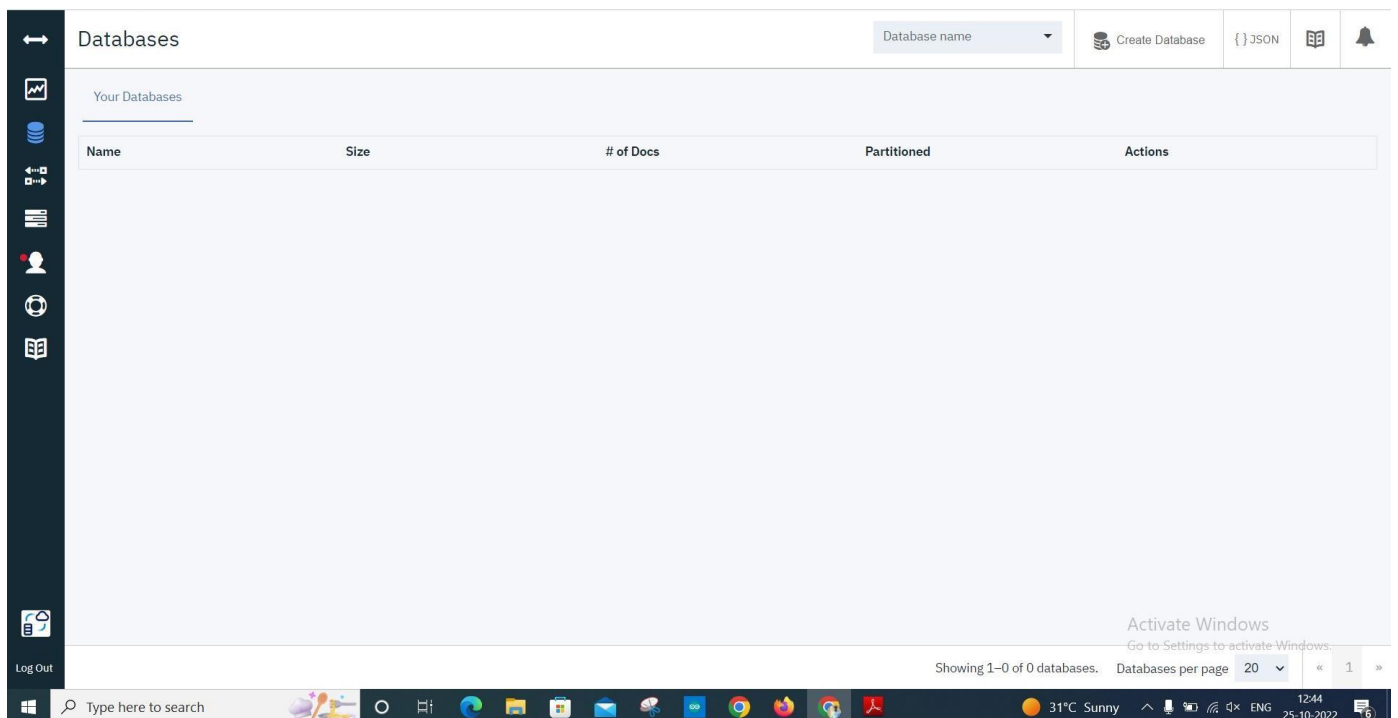 Databases
Database name
Create Database
{ } JSON
Your Databases
Name Size # of Docs Partitioned Actions
Activate Windows
Go to Settings to activate Windows.
Log Out
Showing 1–0 of 0 databases. Databases per page 20 « 1 »
Type here to search
31°C Sunny
ENG
12:44
25-10-2022
6